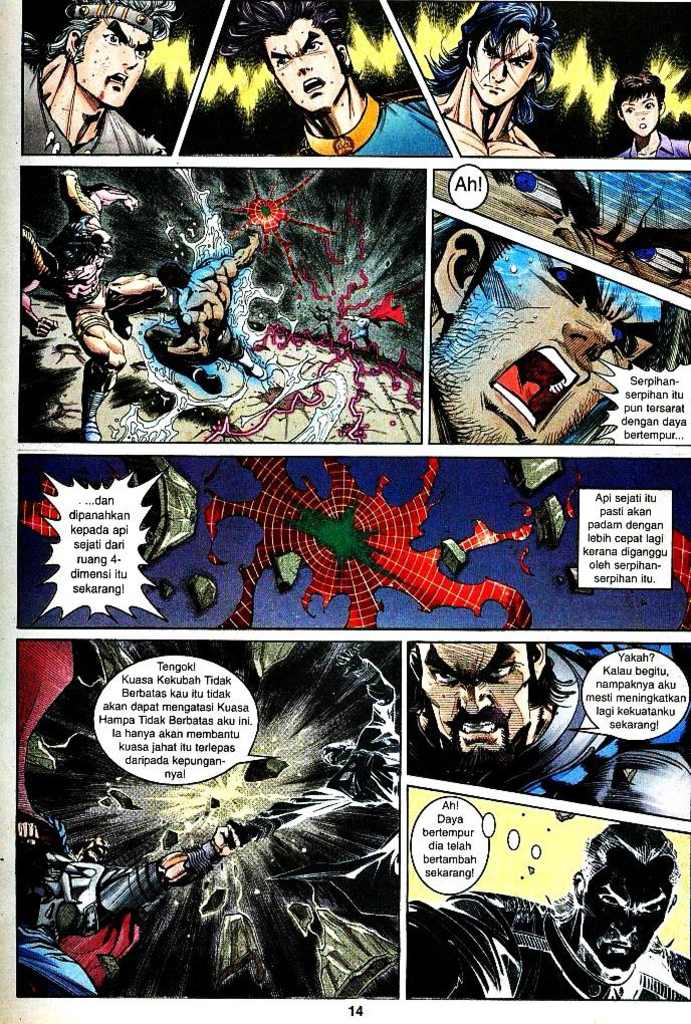 Ah!
Serpihan-
serpihan itu
pun tersarat
dengan daya
bertempur...
...dan
dipanahkan
kepada api
sejati dari
ruang 4-
dimensi itu
sekarang!
Api sejati itu
pasti akan
padam dengan
lebih cepat lagi
kerana diganggu
serpihan-
serpihan itu.
Tengok!
Kuasa Kekubah Tidak
Berbatas kau itu tidak
akan dapat mengatasi Kuasa
Hampa Tidak Berbatas aku ini.
Ia hanya akan membantu
kuasa jahat itu terlepas
daripada kepungan-
nya!
Yakah?
Kalau begitu,
nampaknya aku
mesti meningkatkan
lagi kekuatanku
sekarang!
Ah!
Daya
bertempur
dia telah
bertambah
sekarang!
14